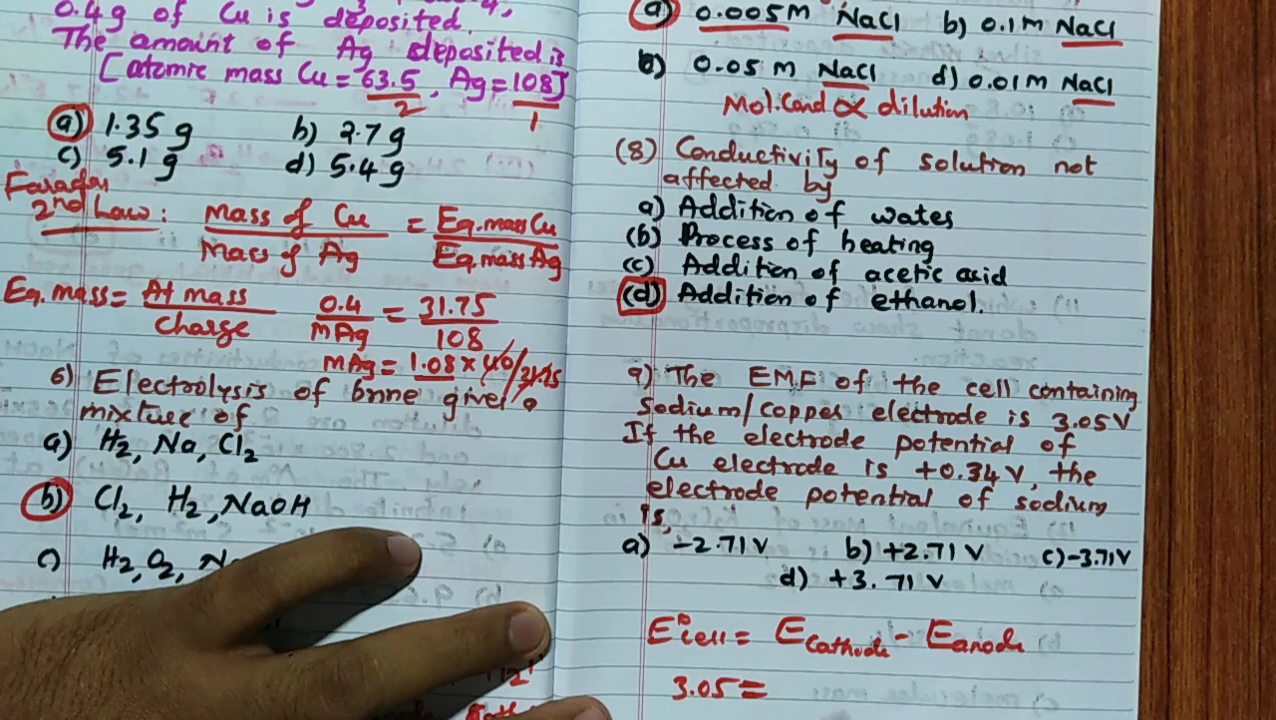 0.4g of Cu is deposited.
The amount of Ag deposited is
[atomic mass Cu = 63.5, Ag = 108]
2
1
a) 1.35 g b) 2.7 g
c) 5.1 g d) 5.4 g
Faraday
2nd Law: Mass of Cu / Mass of Ag = Eq. mass Cu / Eq. mass Ag
Eq. mass = At mass / charge 0.4 / mAg = 31.75 / 108
mAg = 1.08 × 40/31.75
6) Electrolysis of brine gives
mixture of
a) H2, Na, Cl2
b) Cl2, H2, NaOH
c) H2, O2,
a) 0.005M NaCl b) 0.1M NaCl
0.05 M NaCl d) 0.01M NaCl
Mol. Cond ∝ dilution
(8) Conductivity of solution not
affected by
a) Addition of water
(b) Process of heating
(c) Addition of acetic acid
(d) Addition of ethanol.
9) The EMF of the cell containing
sodium/copper electrode is 3.05V
If the electrode potential of
Cu electrode is +0.34V, the
electrode potential of sodium
is,
a) -2.71V b) +2.71V c) -3.71V
d) +3.71 V
E°cell = Ecathode - Eanode
3.05 =